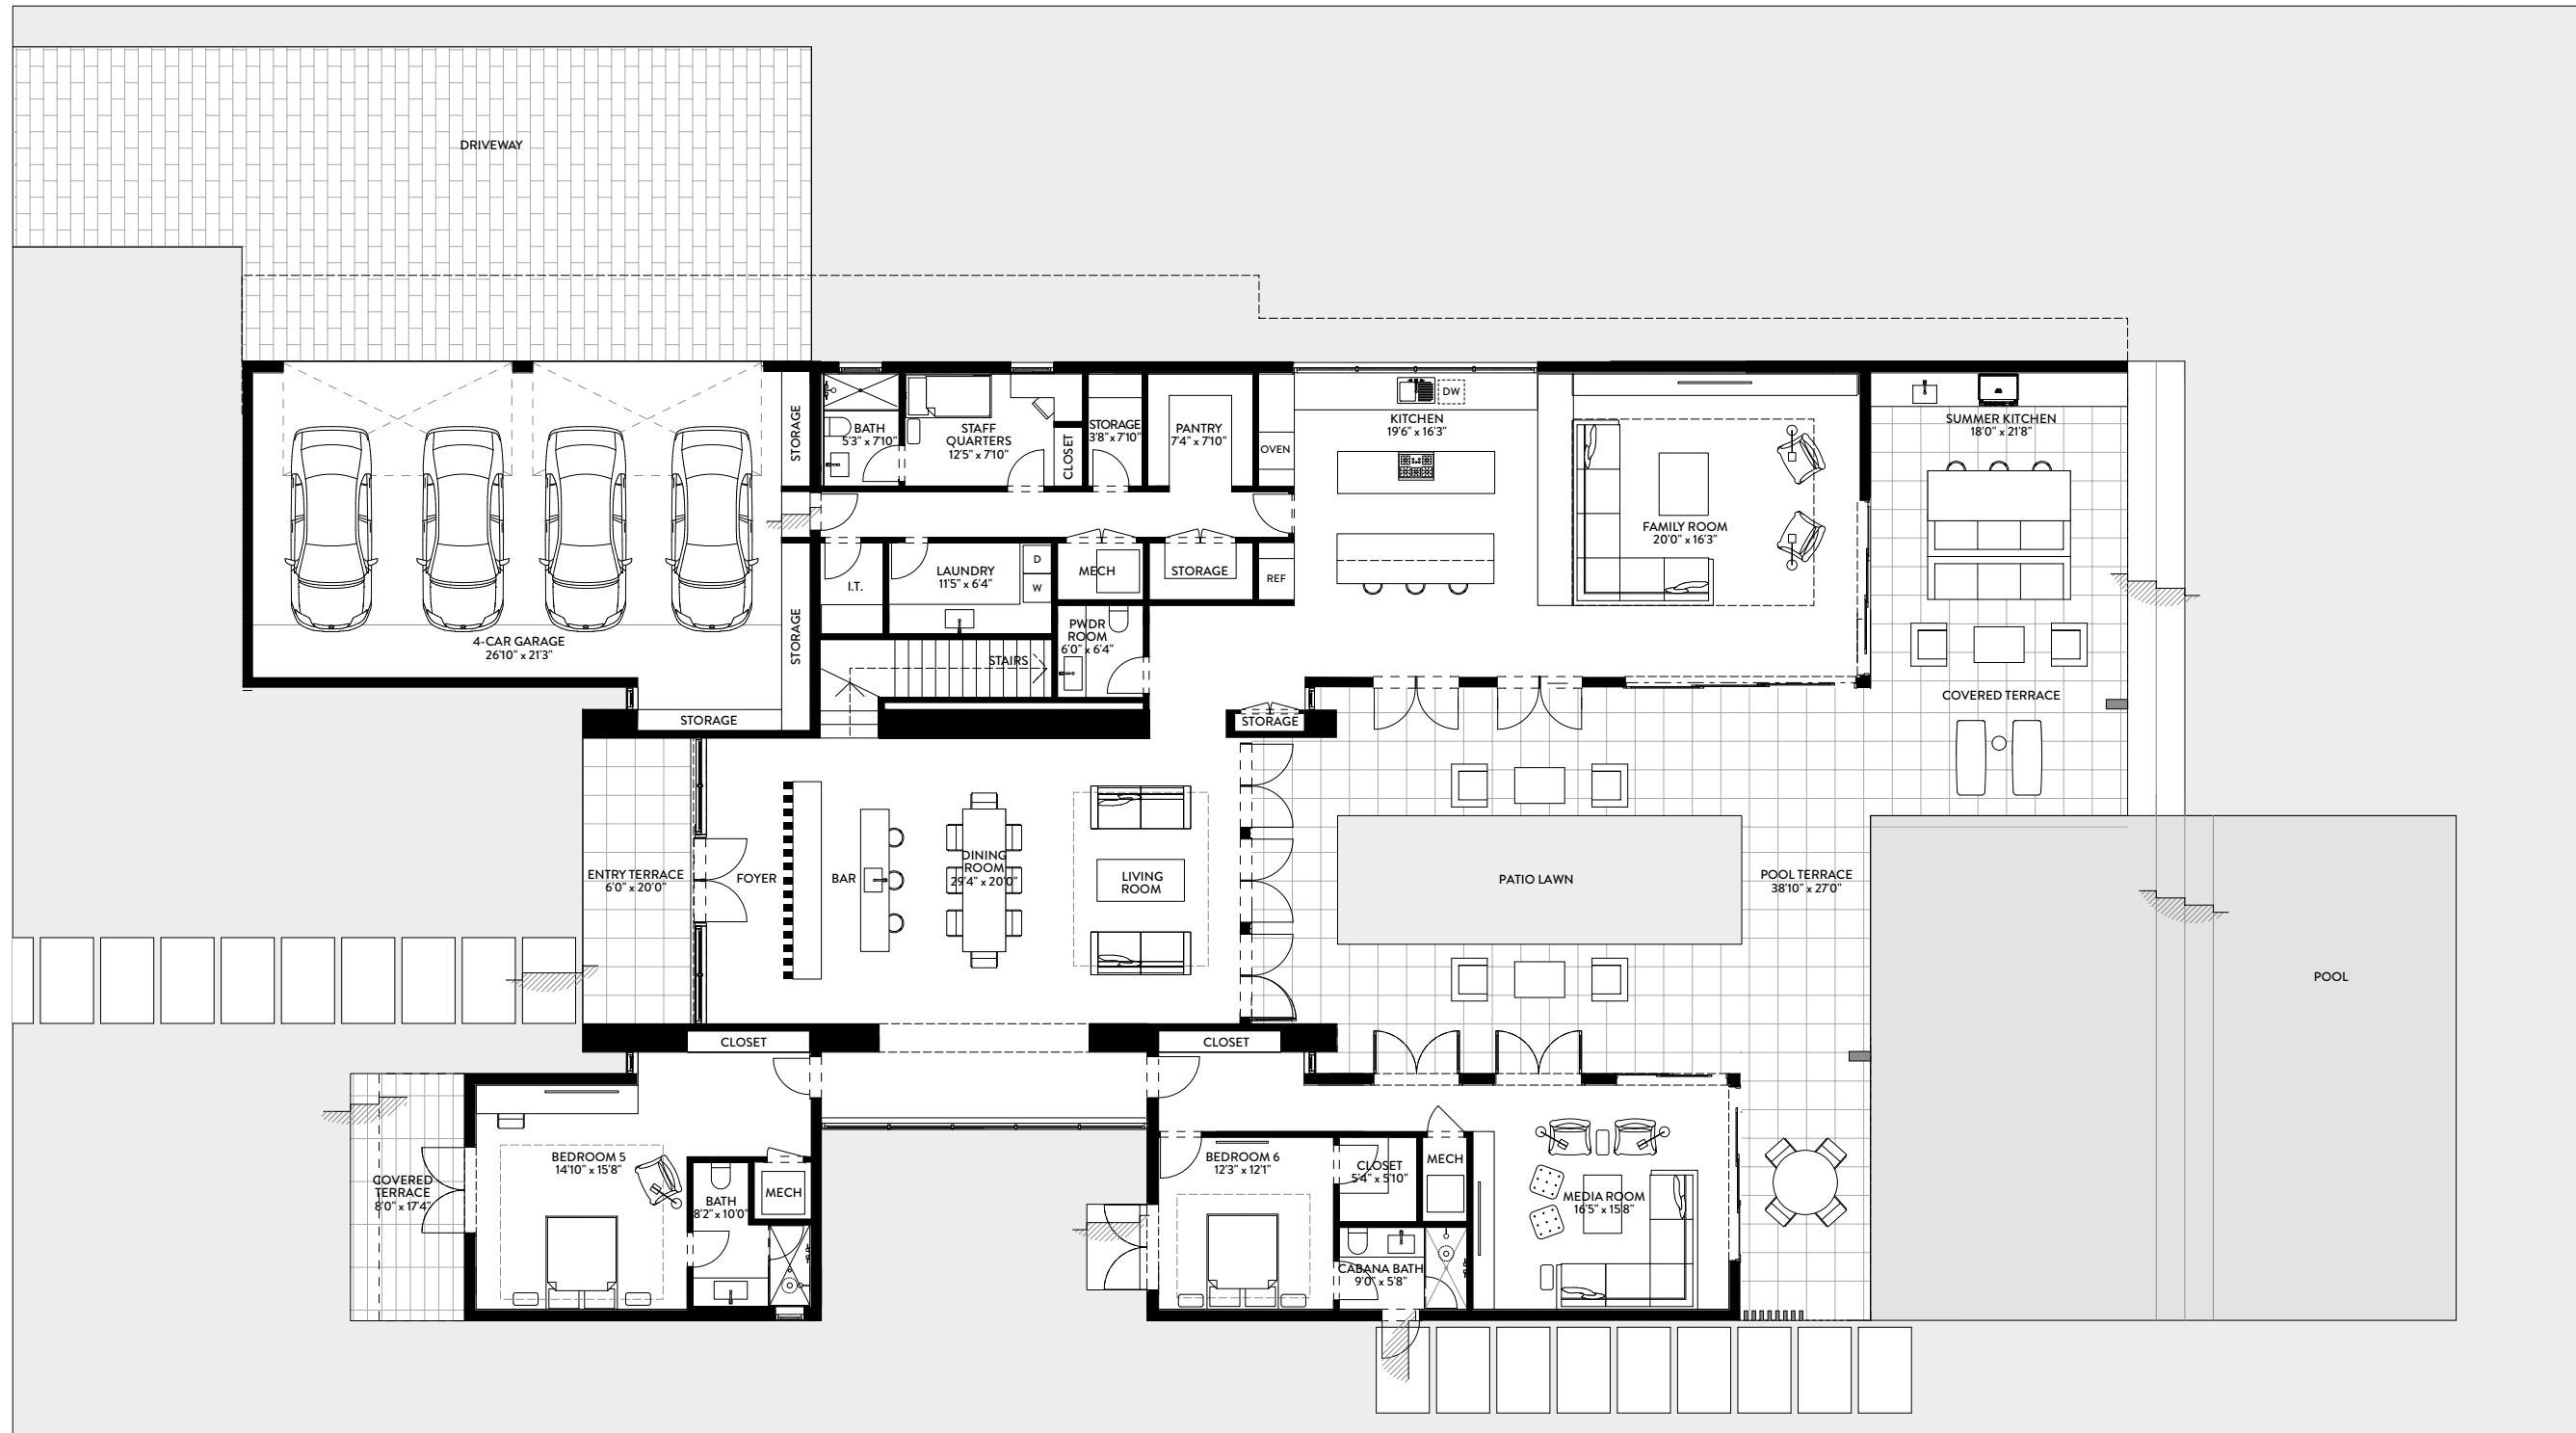 DRIVEWAY
STORAGE
BATH
5'3" x 7'10"
STAFF
QUARTERS
12'5" x 7'10"
CLOSET
STORAGE
3'8" x 7'10"
PANTRY
7'4" x 7'10"
OVEN
KITCHEN
19'6" x 16'3"
DW
FAMILY ROOM
20'0" x 16'3"
SUMMER KITCHEN
18'0" x 21'8"
4-CAR GARAGE
26'10" x 21'3"
STORAGE
STORAGE
I.T.
LAUNDRY
11'5" x 6'4"
D
W
MECH
STORAGE
REF
STAIRS
PWDR
ROOM
6'0" x 6'4"
STORAGE
COVERED TERRACE
ENTRY TERRACE
6'0" x 20'0"
FOYER
BAR
DINING
ROOM
29'4" x 20'0"
LIVING
ROOM
PATIO LAWN
POOL TERRACE
38'10" x 27'0"
POOL
CLOSET
CLOSET
COVERED
TERRACE
8'0" x 17'4"
BEDROOM 5
14'10" x 15'8"
BATH
8'2" x 10'0"
MECH
BEDROOM 6
12'3" x 12'1"
CLOSET
5'4" x 5'10"
MECH
CABANA BATH
9'0" x 5'8"
MEDIA ROOM
16'5" x 15'8"